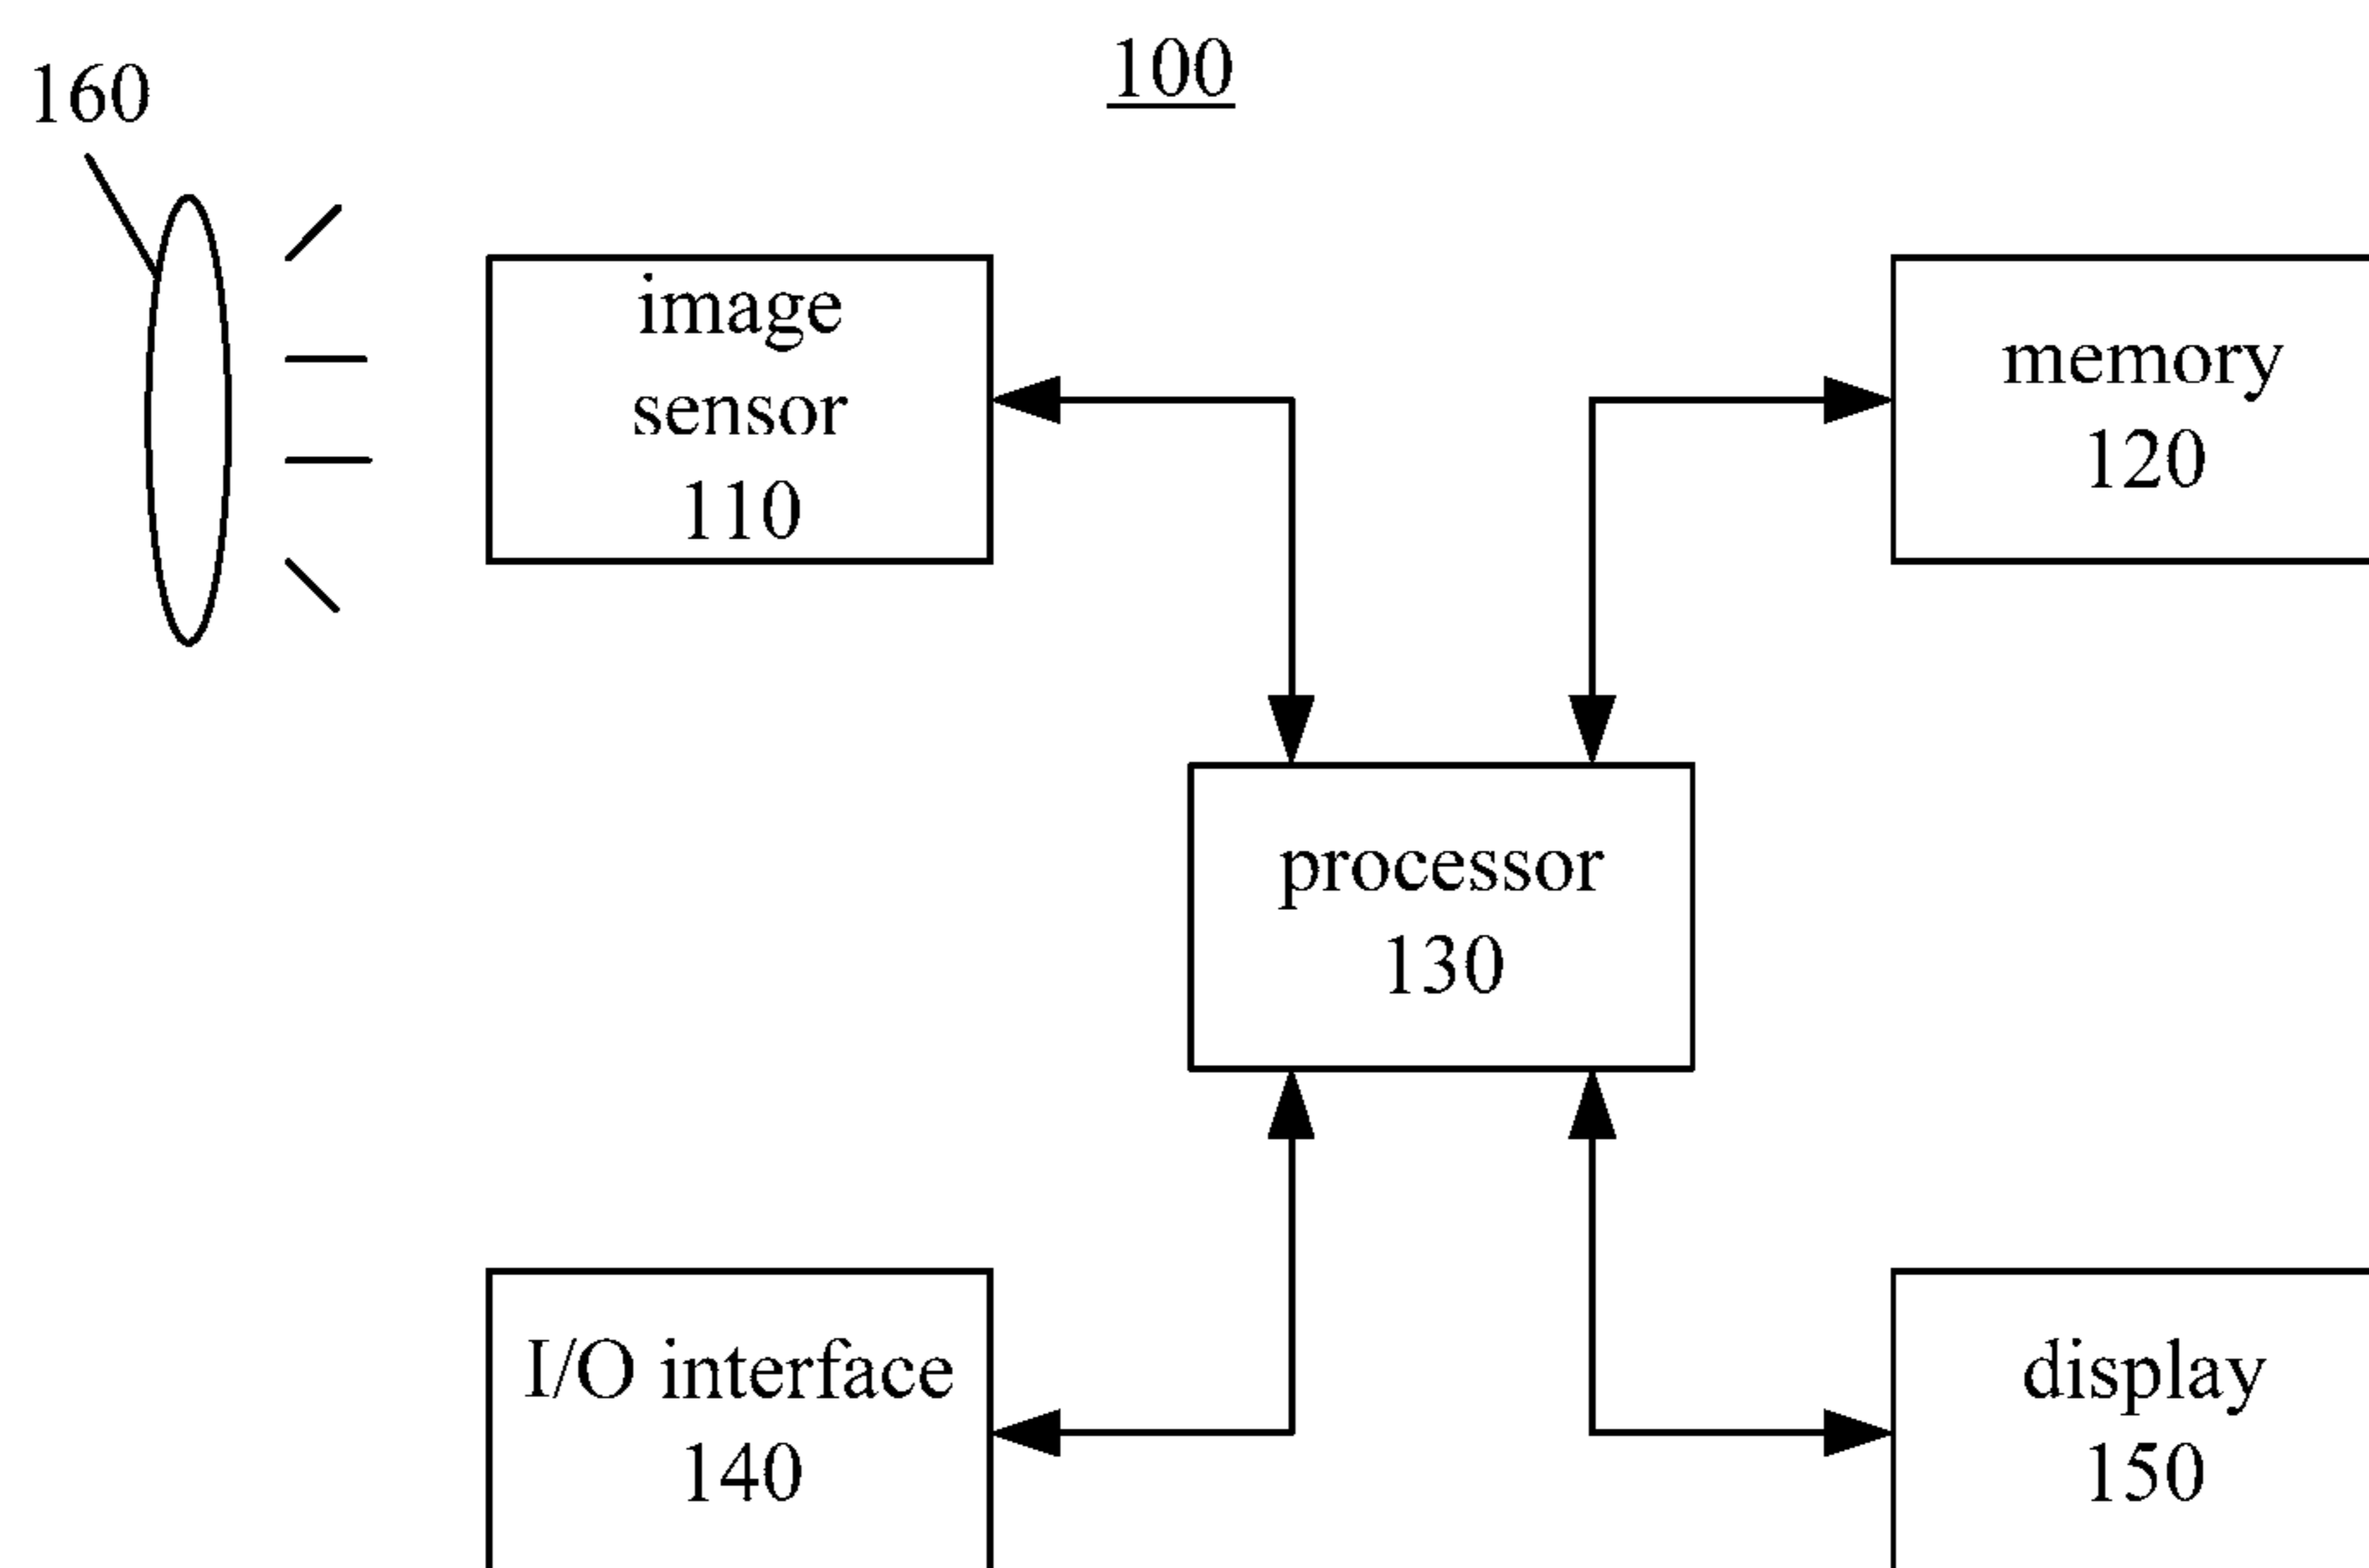 100
160
image
sensor
110
memory
120
processor
130
I/O interface
140
display
150